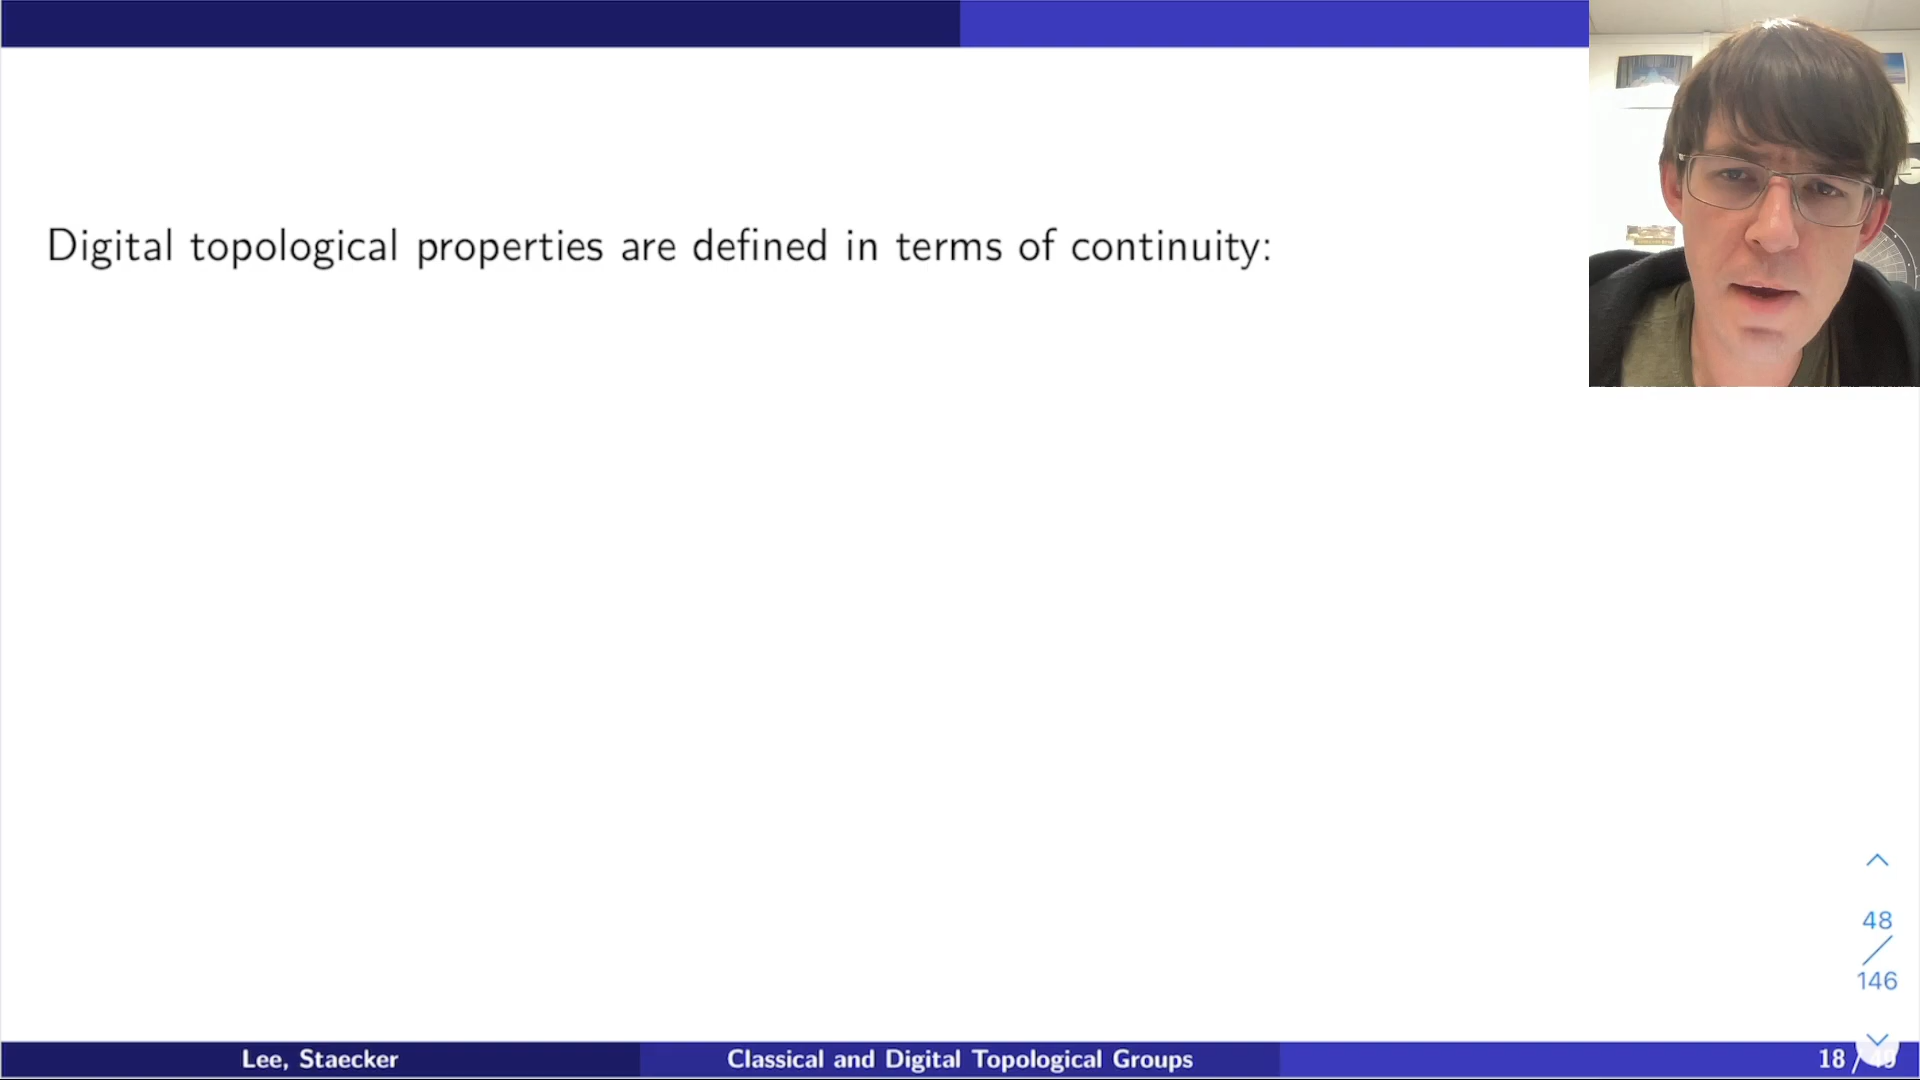 Digital topological properties are defined in terms of continuity:
48
146
Lee, Staecker
Classical and Digital Topological Groups
18 /